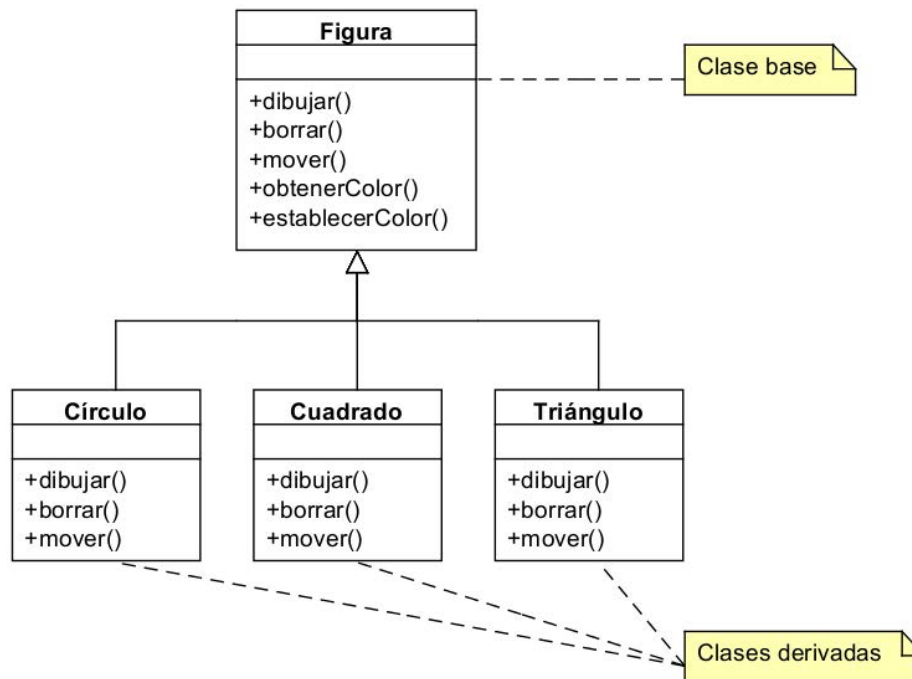 Figura
Clase base
+dibujar()
+borrar()
+mover()
+obtenerColor()
+establecerColor()
Círculo
+dibujar()
+borrar()
+mover()
Cuadrado
+dibujar()
+borrar()
+mover()
Triángulo
+dibujar()
+borrar()
+mover()
Clases derivadas